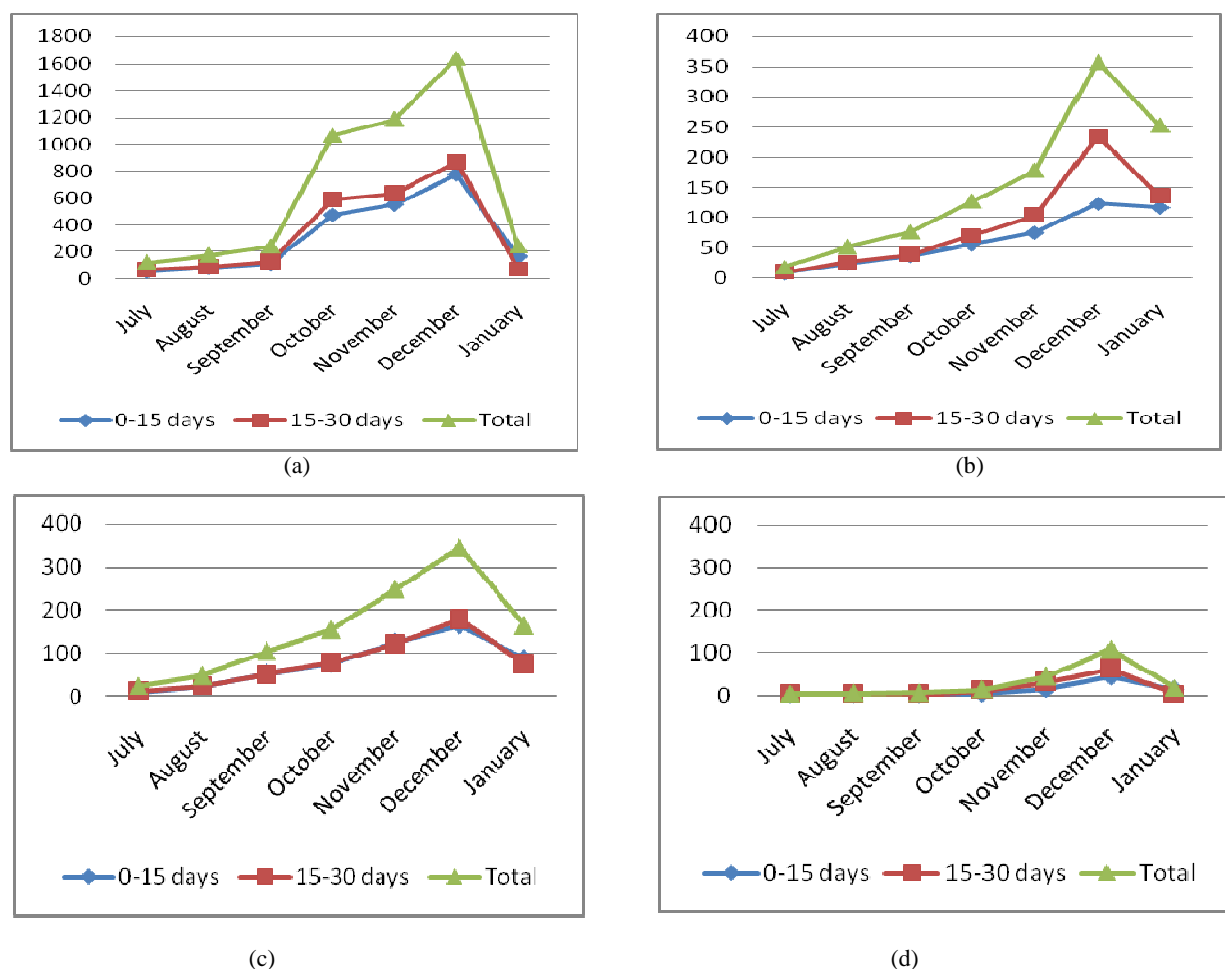 1800
1600
1400
1200
1000
800
600
400
200
0
July
August
September
October
November
December
January
0-15 days 15-30 days Total
(a)
400
350
300
250
200
150
100
50
0
July
August
September
October
November
December
January
0-15 days 15-30 days Total
(b)
400
300
200
100
0
July
August
September
October
November
December
January
0-15 days 15-30 days Total
(c)
400
300
200
100
0
July
August
September
October
November
December
January
0-15 days 15-30 days Total
(d)